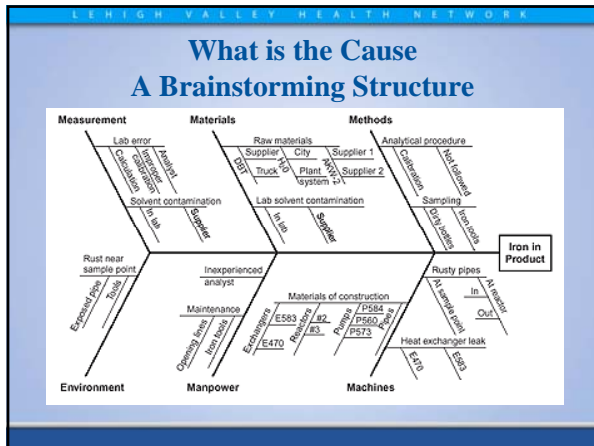 LEHIGH VALLEY HEALTH NETWORK
What is the Cause
A Brainstorming Structure
Measurement
Materials
Methods
Lab error
Calculation
Improper
calibration
Analyst
Solvent contamination
In lab
Supplier
Raw materials
Supplier
DBT
Truck
H20
City
Plant
system
AKW-2
Supplier 1
Supplier 2
Lab solvent contamination
In lab
Supplier
Analytical procedure
Calibration
Not followed
Sampling
Dirty bottles
Iron tools
Iron in
Product
Rust near
sample point
Exposed pipe
Tools
Inexperienced
analyst
Maintenance
Opening lines
Iron tools
Materials of construction
Exchangers
E583
E470
Reactors
#2
#3
Pumps
P584
P560
P573
Pipes
Rusty pipes
At sample point
At reactor
In
Out
Heat exchanger leak
E470
E583
Environment
Manpower
Machines